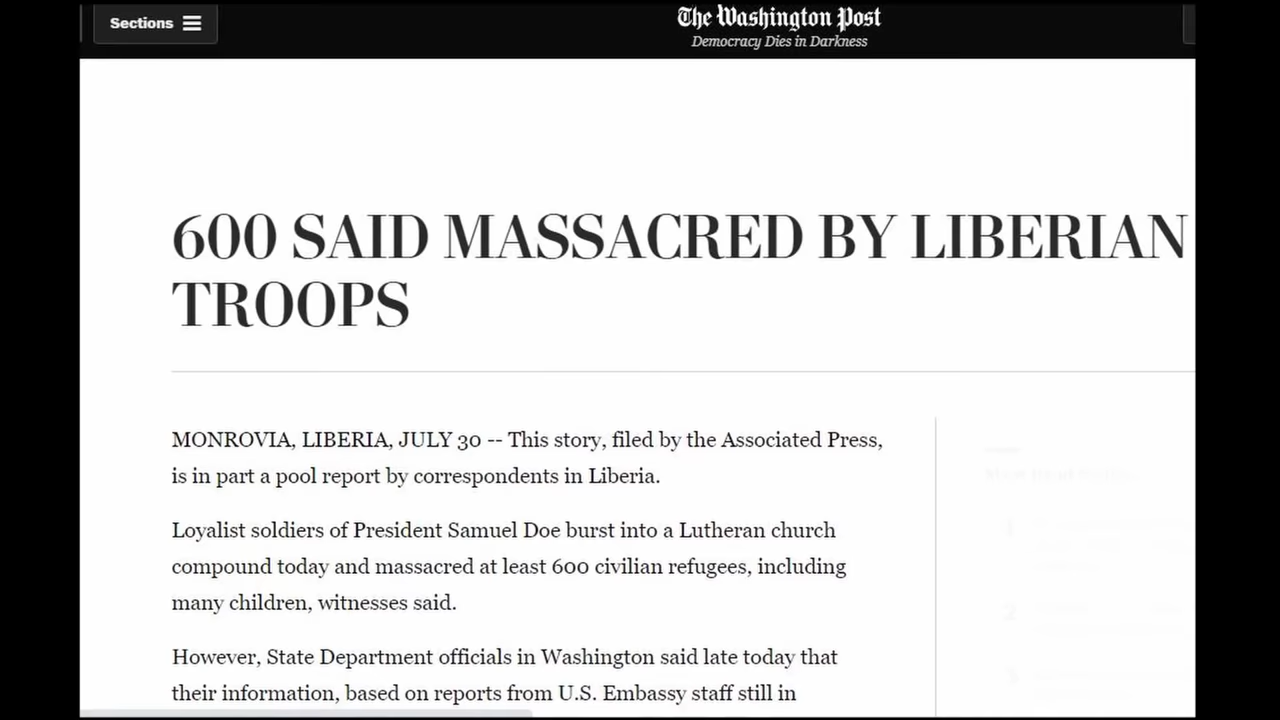 Sections
The Washington Post
Democracy Dies in Darkness
600 SAID MASSACRED BY LIBERIAN
TROOPS
MONROVIA, LIBERIA, JULY 30 -- This story, filed by the Associated Press,
is in part a pool report by correspondents in Liberia.
Loyalist soldiers of President Samuel Doe burst into a Lutheran church
compound today and massacred at least 600 civilian refugees, including
many children, witnesses said.
However, State Department officials in Washington said late today that
their information, based on reports from U.S. Embassy staff still in